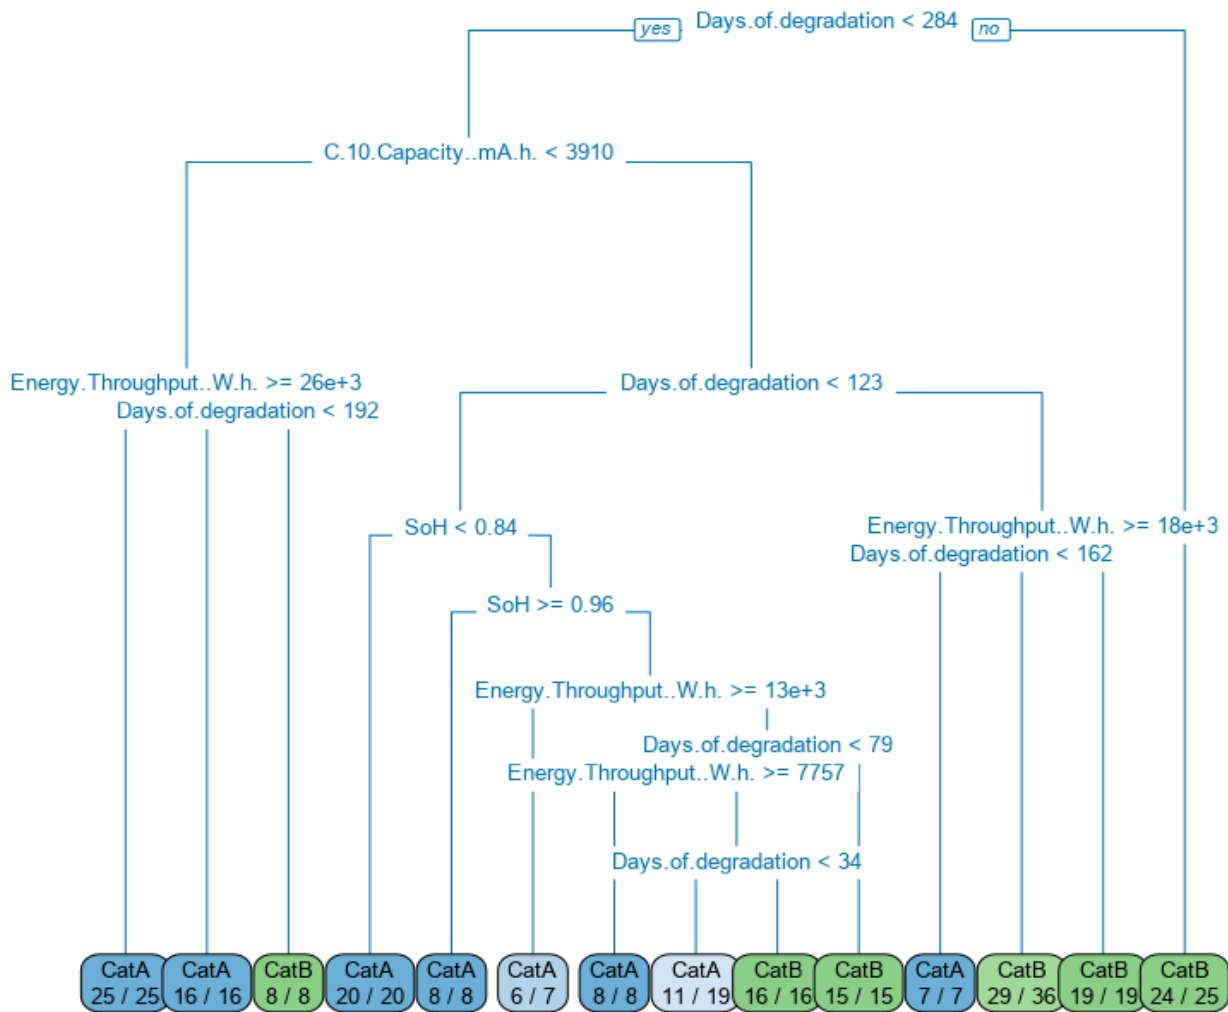 Days.of.degradation < 284
yes
no
C.10.Capacity..mA.h. < 3910
Energy.Throughput..W.h. >= 26e+3
Days.of.degradation < 192
Days.of.degradation < 123
SoH < 0.84
Energy.Throughput..W.h. >= 18e+3
Days.of.degradation < 162
SoH >= 0.96
Energy.Throughput..W.h. >= 13e+3
Days.of.degradation < 79
Energy.Throughput..W.h. >= 7757
Days.of.degradation < 34
CatA
25 / 25
CatA
16 / 16
CatB
8 / 8
CatA
20 / 20
CatA
8 / 8
CatA
6 / 7
CatA
8 / 8
CatA
11 / 19
CatB
16 / 16
CatB
15 / 15
CatA
7 / 7
CatB
29 / 36
CatB
19 / 19
CatB
24 / 25